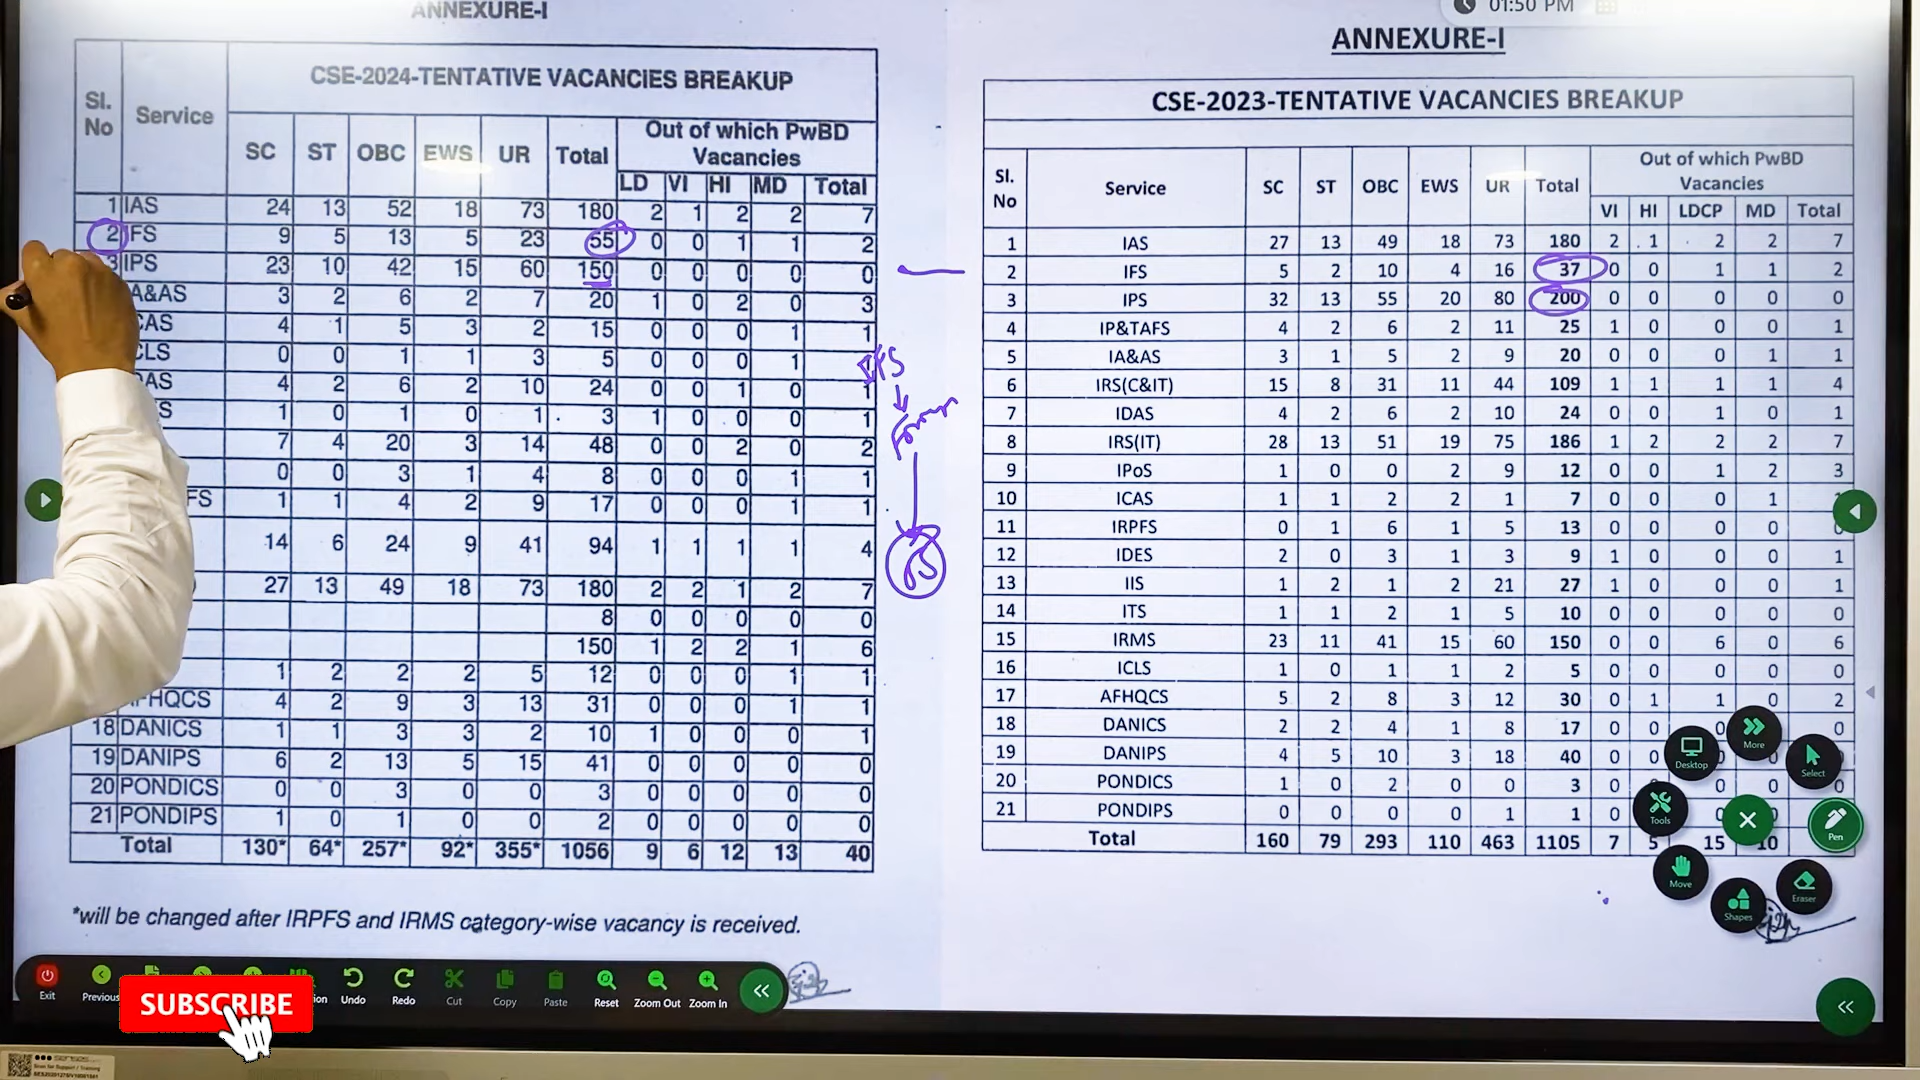 01:50 PM
ANNEXURE-I
CSE-2024-TENTATIVE VACANCIES BREAKUP
Sl. No Service SC ST OBC EWS UR Total Out of which PwBD Vacancies
LD VI HI MD Total
1 IAS 24 13 52 18 73 180 2 1 2 2 7
2 IFS 9 5 13 5 23 55 0 0 1 1 2
3 IPS 23 10 42 15 60 150 0 0 0 0 0
A&AS 3 2 6 2 7 20 1 0 2 0 3
CAS 4 1 5 3 2 15 0 0 0 1 1
CLS 0 0 1 1 3 5 0 0 0 1 1
DAS 4 2 6 2 10 24 0 0 1 0 1
S 1 0 1 0 1 3 1 0 0 0 1
7 4 20 3 14 48 0 0 2 0 2
0 0 3 1 4 8 0 0 0 1 1
FS 1 1 4 2 9 17 0 0 0 1 1
14 6 24 9 41 94 1 1 1 1 4
27 13 49 18 73 180 2 2 1 2 7
8 0 0 0 0 0
150 1 2 2 1 6
1 2 2 2 5 12 0 0 0 1 1
AFHQCS 4 2 9 3 13 31 0 0 0 1 1
18 DANICS 1 1 3 3 2 10 1 0 0 0 1
19 DANIPS 6 2 13 5 15 41 0 0 0 0 0
20 PONDICS 0 0 3 0 0 3 0 0 0 0 0
21 PONDIPS 1 0 1 0 0 2 0 0 0 0 0
Total 130* 64* 257* 92* 355* 1056 9 6 12 13 40
*will be changed after IRPFS and IRMS category-wise vacancy is received.
IFS
ANNEXURE-I
CSE-2023-TENTATIVE VACANCIES BREAKUP
Sl. No Service SC ST OBC EWS UR Total Out of which PwBD Vacancies
VI HI LDCP MD Total
1 IAS 27 13 49 18 73 180 2 1 2 2 7
2 IFS 5 2 10 4 16 37 0 0 1 1 2
3 IPS 32 13 55 20 80 200 0 0 0 0 0
4 IP&TAFS 4 2 6 2 11 25 1 0 0 0 1
5 IA&AS 3 1 5 2 9 20 0 0 0 1 1
6 IRS(C&IT) 15 8 31 11 44 109 1 1 1 1 4
7 IDAS 4 2 6 2 10 24 0 0 1 0 1
8 IRS(IT) 28 13 51 19 75 186 1 2 2 2 7
9 IPoS 1 0 0 2 9 12 0 0 1 2 3
10 ICAS 1 1 2 2 1 7 0 0 0 1
11 IRPFS 0 1 6 1 5 13 0 0 0 0 0
12 IDES 2 0 3 1 3 9 1 0 0 0 1
13 IIS 1 2 1 2 21 27 1 0 0 0 1
14 ITS 1 1 2 1 5 10 0 0 0 0 0
15 IRMS 23 11 41 15 60 150 0 0 6 0 6
16 ICLS 1 0 1 1 2 5 0 0 0 0 0
17 AFHQCS 5 2 8 3 12 30 0 1 1 0 2
18 DANICS 2 2 4 1 8 17 0 0 0 0
19 DANIPS 4 5 10 3 18 40 0 0 0 0
20 PONDICS 1 0 2 0 0 3 0 0 0
21 PONDIPS 0 0 0 0 1 1 0
Total 160 79 293 110 463 1105 7 5 15 10
More
Desktop
Select
Tools
Pen
Move
Eraser
Shapes
Exit
Previous
Undo
Redo
Cut
Copy
Paste
Reset
Zoom Out
Zoom In
SUBSCRIBE